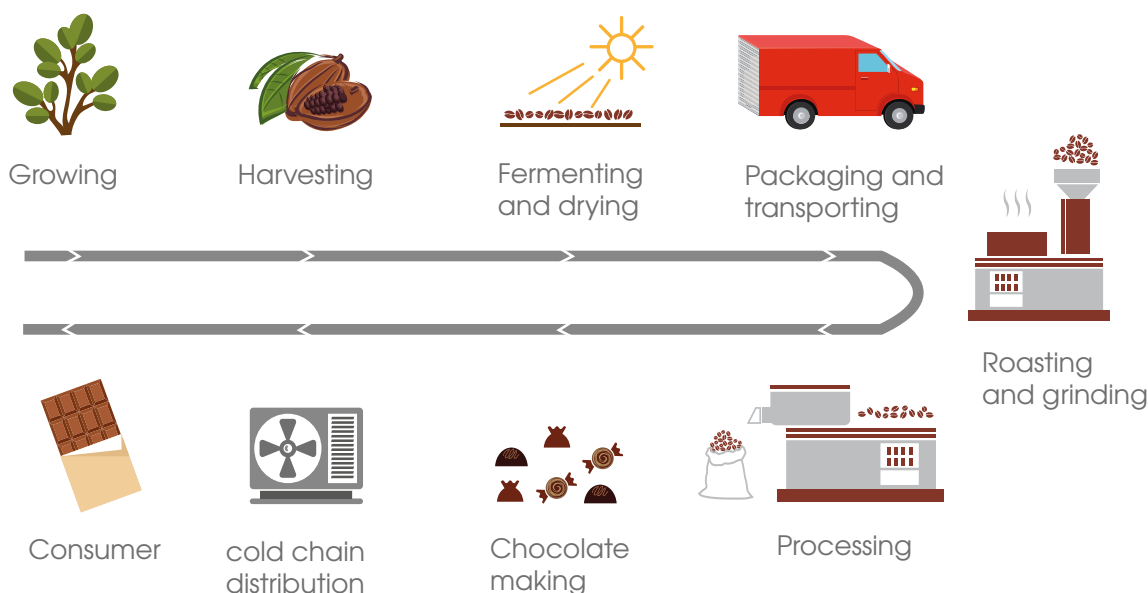 Growing
Harvesting
Fermenting
and drying
Packaging and
transporting
Roasting
and grinding
Processing
Chocolate
making
cold chain
distribution
Consumer